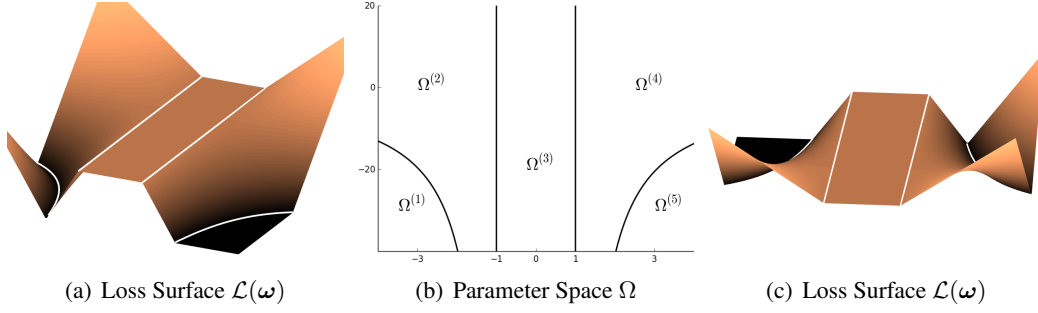 20
0
−20
−3
−1
0
1
3
Ω⁽²⁾
Ω⁽⁴⁾
Ω⁽³⁾
Ω⁽¹⁾
Ω⁽⁵⁾
(a) Loss Surface ℒ(𝝎)
(b) Parameter Space Ω
(c) Loss Surface ℒ(𝝎)